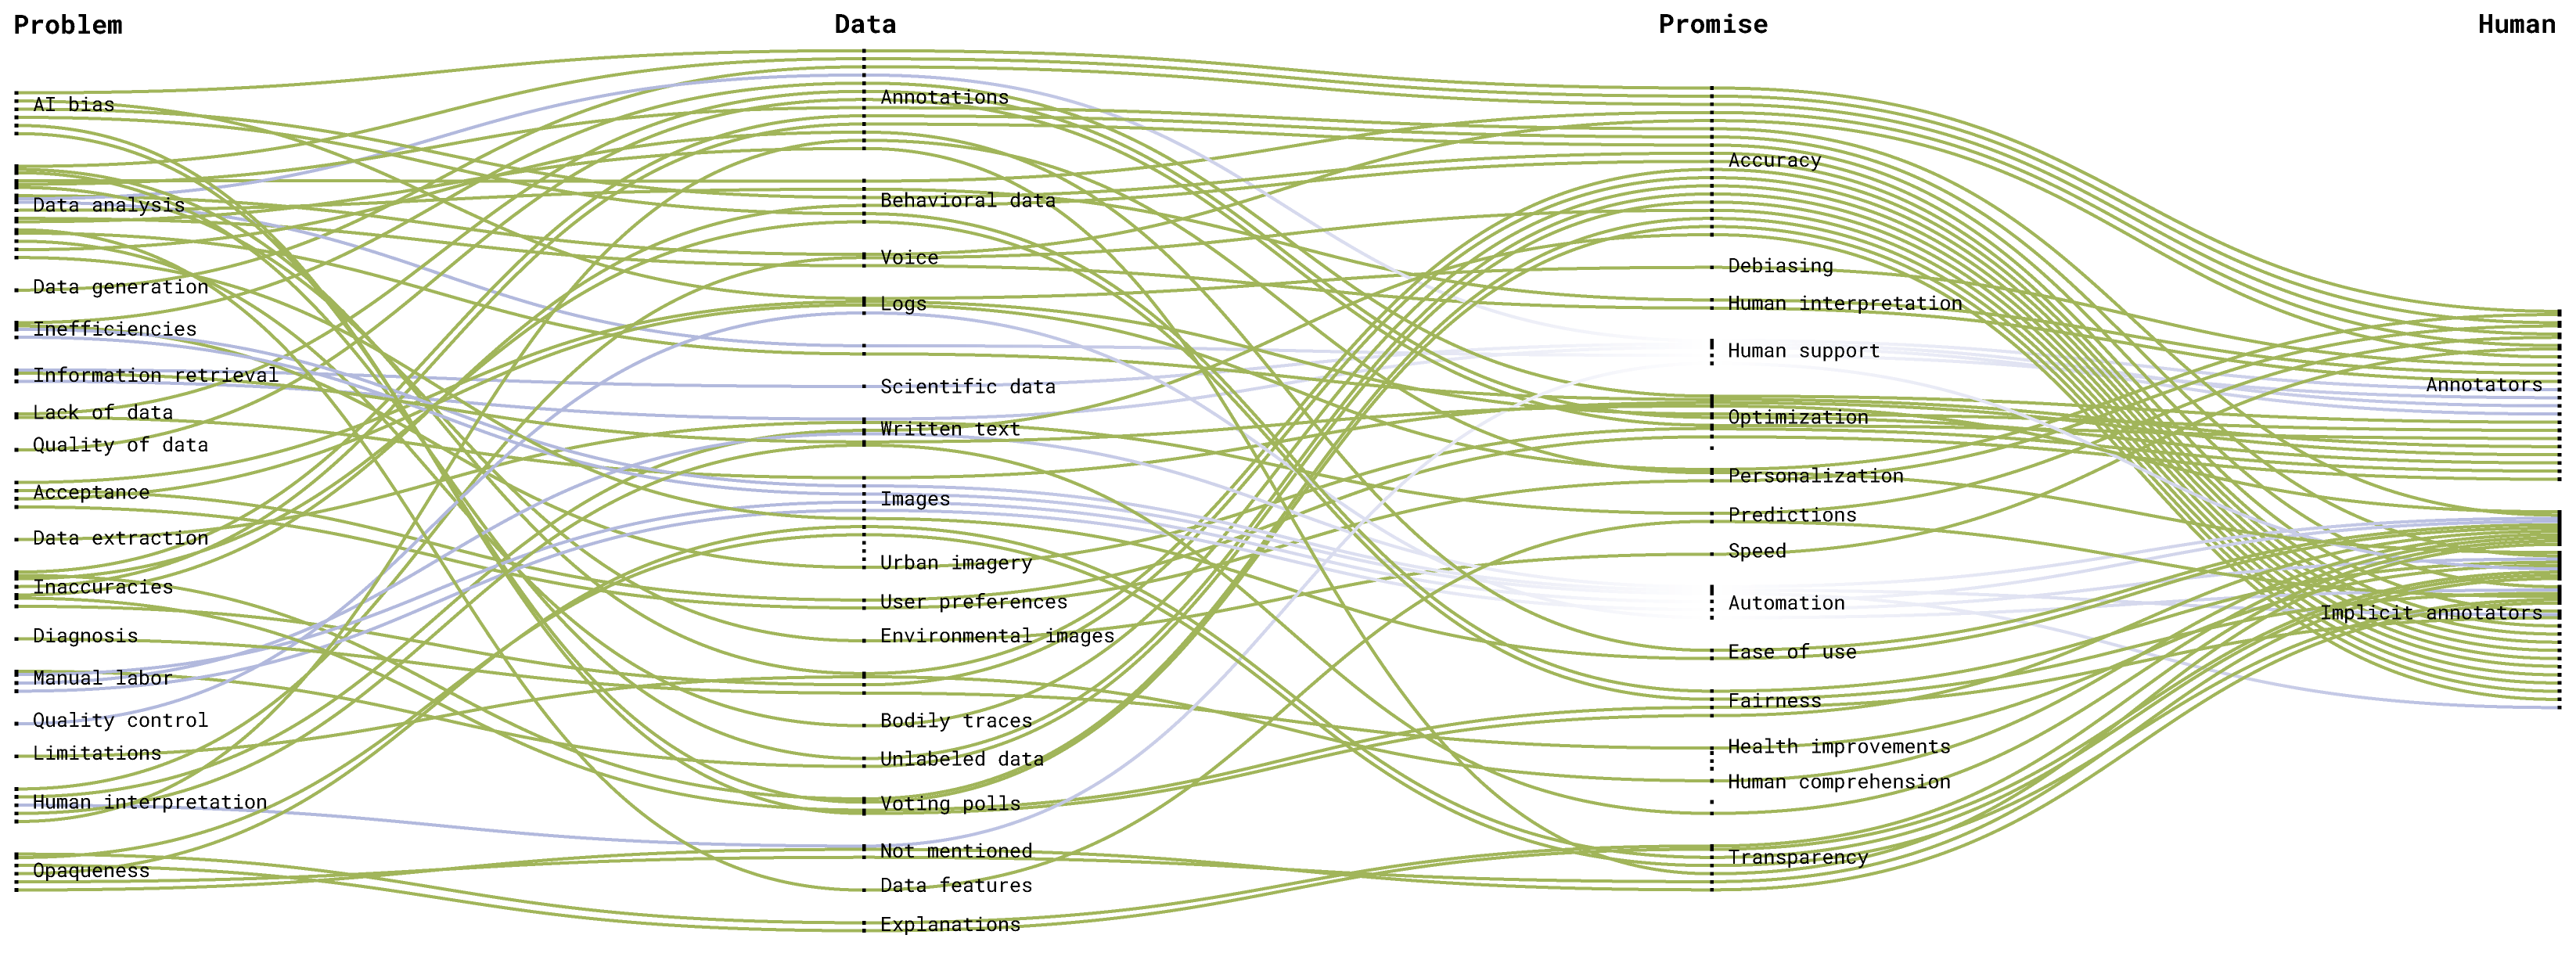 Problem
Data
Promise
Human
AI bias
Data analysis
Data generation
Inefficiencies
Information retrieval
Lack of data
Quality of data
Acceptance
Data extraction
Inaccuracies
Diagnosis
Manual labor
Quality control
Limitations
Human interpretation
Opaqueness
Annotations
Behavioral data
Voice
Logs
Scientific data
Written text
Images
Urban imagery
User preferences
Environmental images
Bodily traces
Unlabeled data
Voting polls
Not mentioned
Data features
Explanations
Accuracy
Debiasing
Human interpretation
Human support
Optimization
Personalization
Predictions
Speed
Automation
Ease of use
Fairness
Health improvements
Human comprehension
Transparency
Annotators
Implicit annotators